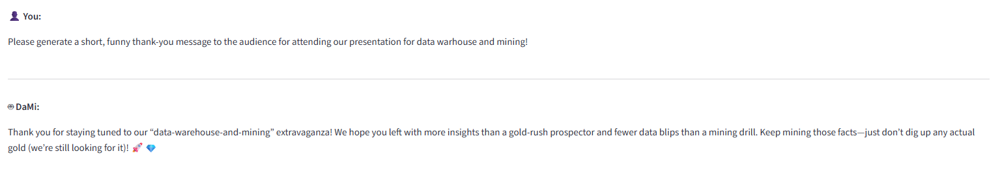 👤 You:
Please generate a short, funny thank-you message to the audience for attending our presentation for data warhouse and mining!
🤖 DaMi:
Thank you for staying tuned to our “data-warehouse-and-mining” extravaganza! We hope you left with more insights than a gold-rush prospector and fewer data blips than a mining drill. Keep mining those facts—just don’t dig up any actual
gold (we’re still looking for it)! 🚀 💎